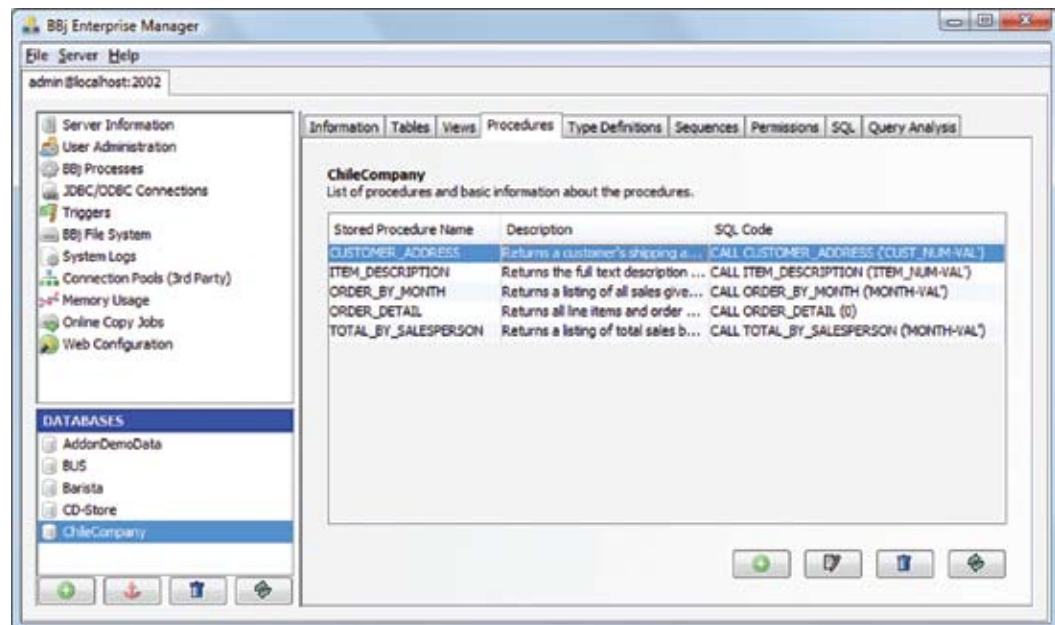 BBj Enterprise Manager
File Server Help
admin@localhost:2002
Server Information
User Administration
BBj Processes
JDBC/ODBC Connections
Triggers
BBj File System
System Logs
Connection Pools (3rd Party)
Memory Usage
Online Copy Jobs
Web Configuration
DATABASES
AddonDemoData
BUS
Barista
CD-Store
ChileCompany
Information Tables Views Procedures Type Definitions Sequences Permissions SQL Query Analysis
ChileCompany
List of procedures and basic information about the procedures.
Stored Procedure Name Description SQL Code
CUSTOMER_ADDRESS Returns a customer's shipping a... CALL CUSTOMER_ADDRESS ('CUST_NUM-VAL')
ITEM_DESCRIPTION Returns the full text description ... CALL ITEM_DESCRIPTION ('ITEM_NUM-VAL')
ORDER_BY_MONTH Returns a listing of all sales give... CALL ORDER_BY_MONTH ('MONTH-VAL')
ORDER_DETAIL Returns all line items and order ... CALL ORDER_DETAIL (0)
TOTAL_BY_SALESPERSON Returns a listing of total sales b... CALL TOTAL_BY_SALESPERSON ('MONTH-VAL')